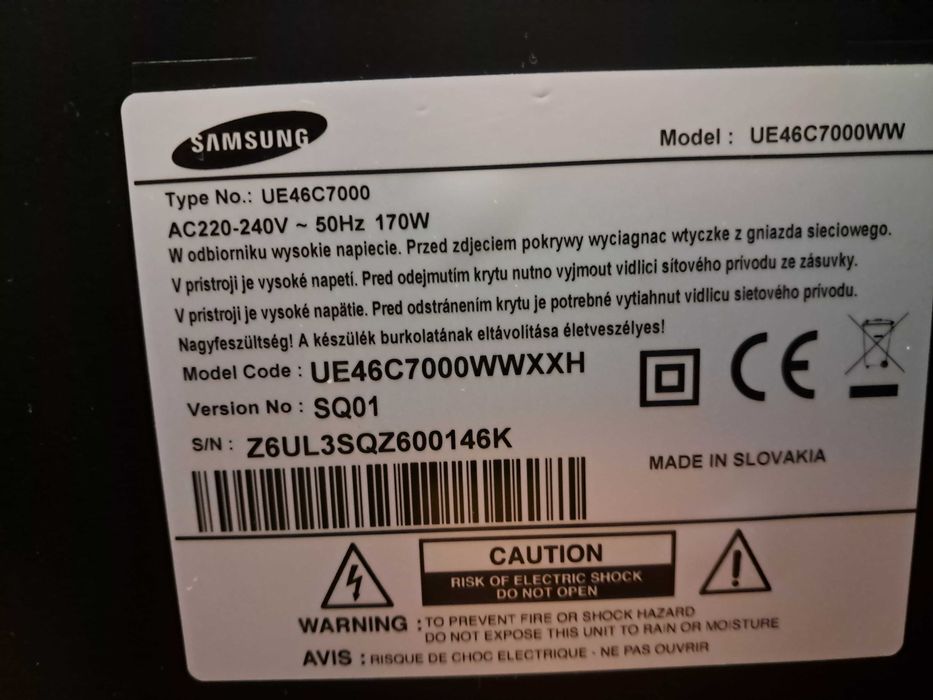 SAMSUNG
Model : UE46C7000WW
Type No.: UE46C7000
AC220-240V ~ 50Hz 170W
W odbiorniku wysokie napiecie. Przed zdjeciem pokrywy wyciagnac wtyczke z gniazda sieciowego.
V prístroji je vysoké napetí. Pred odejmutím krytu nutno vyjmout vidlici sítového prívodu ze zásuvky.
V prístroji je vysoké napätie. Pred odstránením krytu je potrebné vytiahnut vidlicu sietového prívodu.
Nagyfeszültség! A készülék burkolatának eltávolítása életveszélyes!
Model Code : UE46C7000WWXXH
Version No : SQ01
S/N : Z6UL3SQZ600146K
CE
MADE IN SLOVAKIA
CAUTION
RISK OF ELECTRIC SHOCK
DO NOT OPEN
WARNING : TO PREVENT FIRE OR SHOCK HAZARD
DO NOT EXPOSE THIS UNIT TO RAIN OR MOISTURE
AVIS : RISQUE DE CHOC ELECTRIQUE - NE PAS OUVRIR